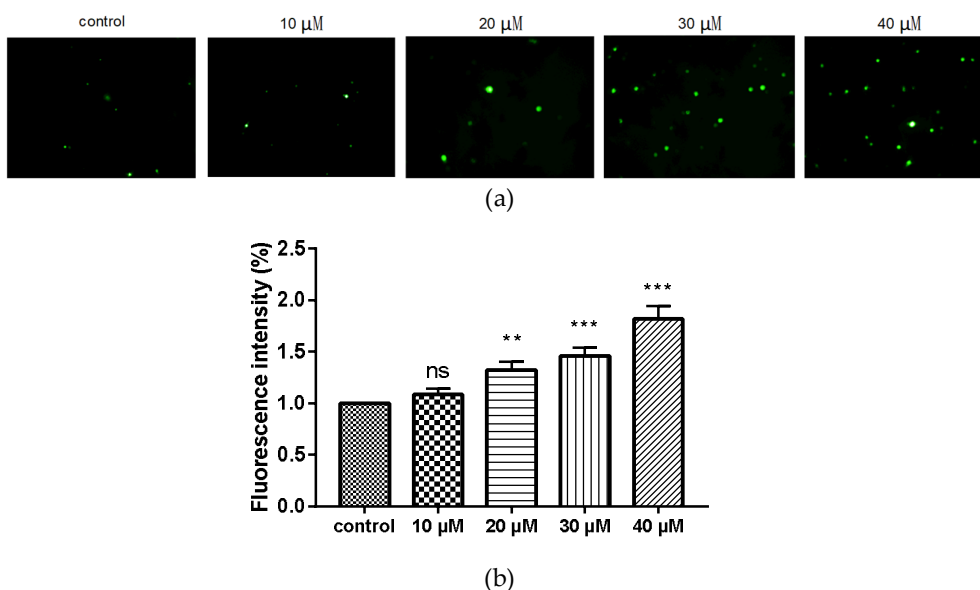 control 10 μM 20 μM 30 μM 40 μM
(a)
Fluorescence intensity (%)
2.5
2.0
1.5
1.0
0.5
0.0
ns
**
***
***
control 10 μM 20 μM 30 μM 40 μM
(b)